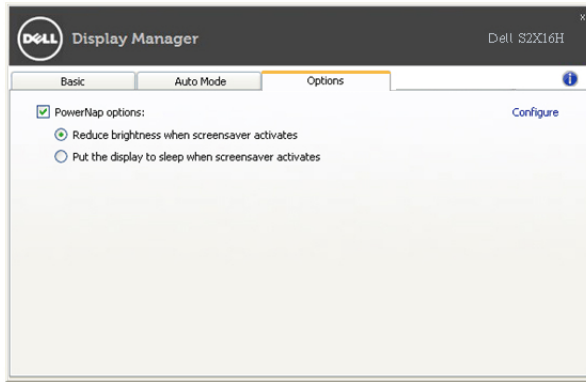 DELL Display Manager Dell S2X16H x
Basic Auto Mode Options i
PowerNap options: Configure
Reduce brightness when screensaver activates
Put the display to sleep when screensaver activates